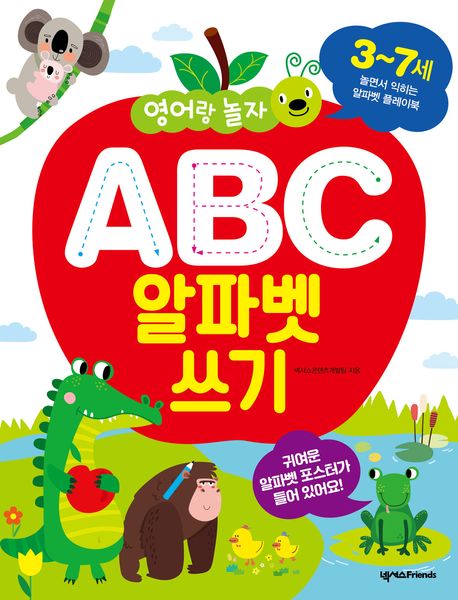 3~7세
놀면서 익히는
알파벳 플레이북
영어랑 놀자
ABC
알파벳
쓰기
넥서스콘텐츠개발팀 지음
귀여운
알파벳 포스터가
들어 있어요!
넥서스Friends